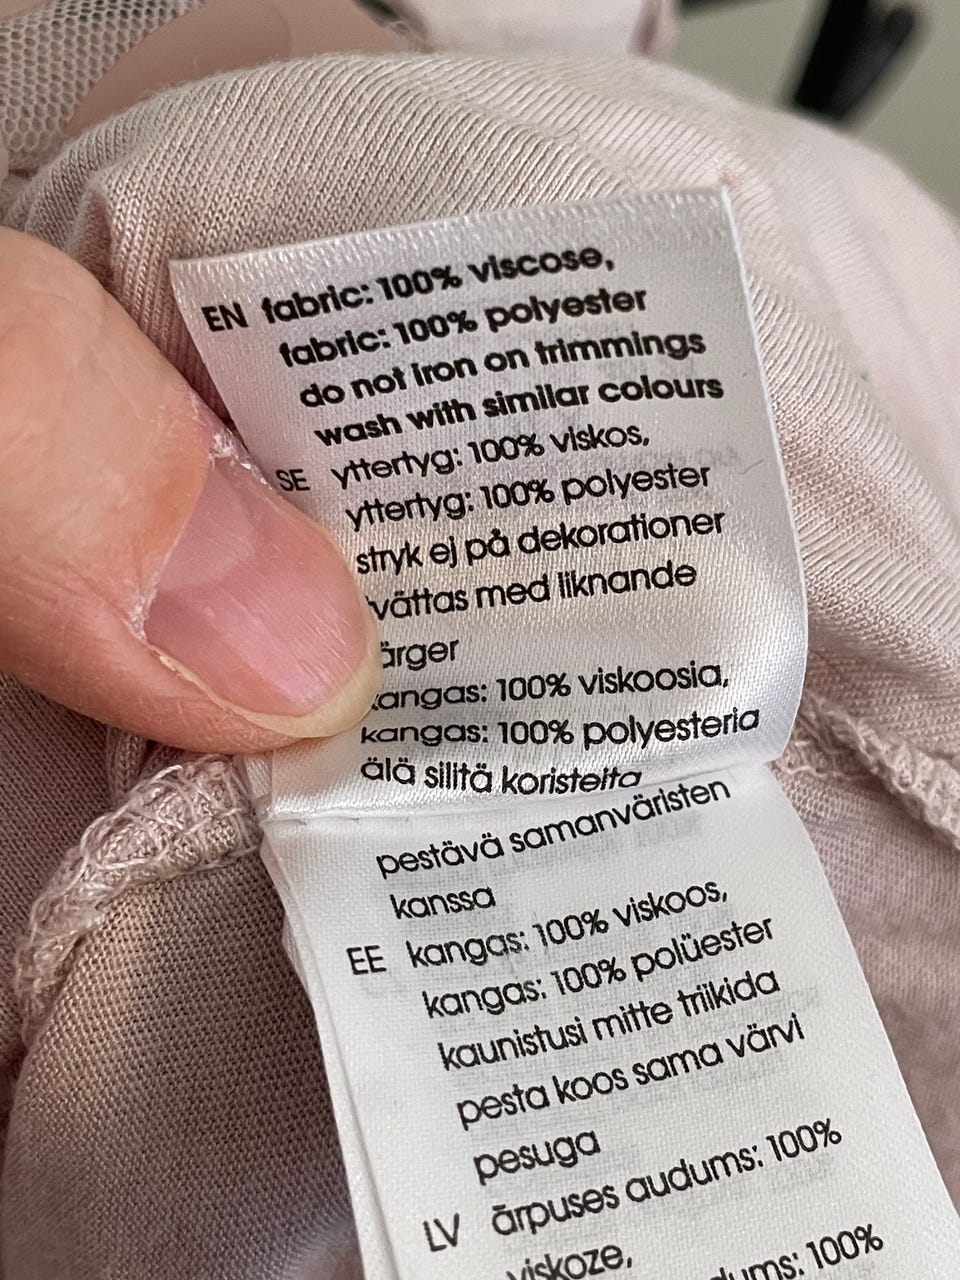 EN fabric: 100% viscose,
fabric: 100% polyester
do not iron on trimmings
wash with similar colours
SE yttertyg: 100% viskos,
yttertyg: 100% polyester
stryk ej på dekorationer
tvättas med liknande
ärger
kangas: 100% viskoosia,
kangas: 100% polyesteria
älä silitä koristeita
pestävä samanväristen
kanssa
EE kangas: 100% viskoos,
kangas: 100% polüester
kaunistusi mitte triikida
pesta koos sama värvi
pesuga
LV ārpuses audums: 100%
viskoze,
dums: 100%